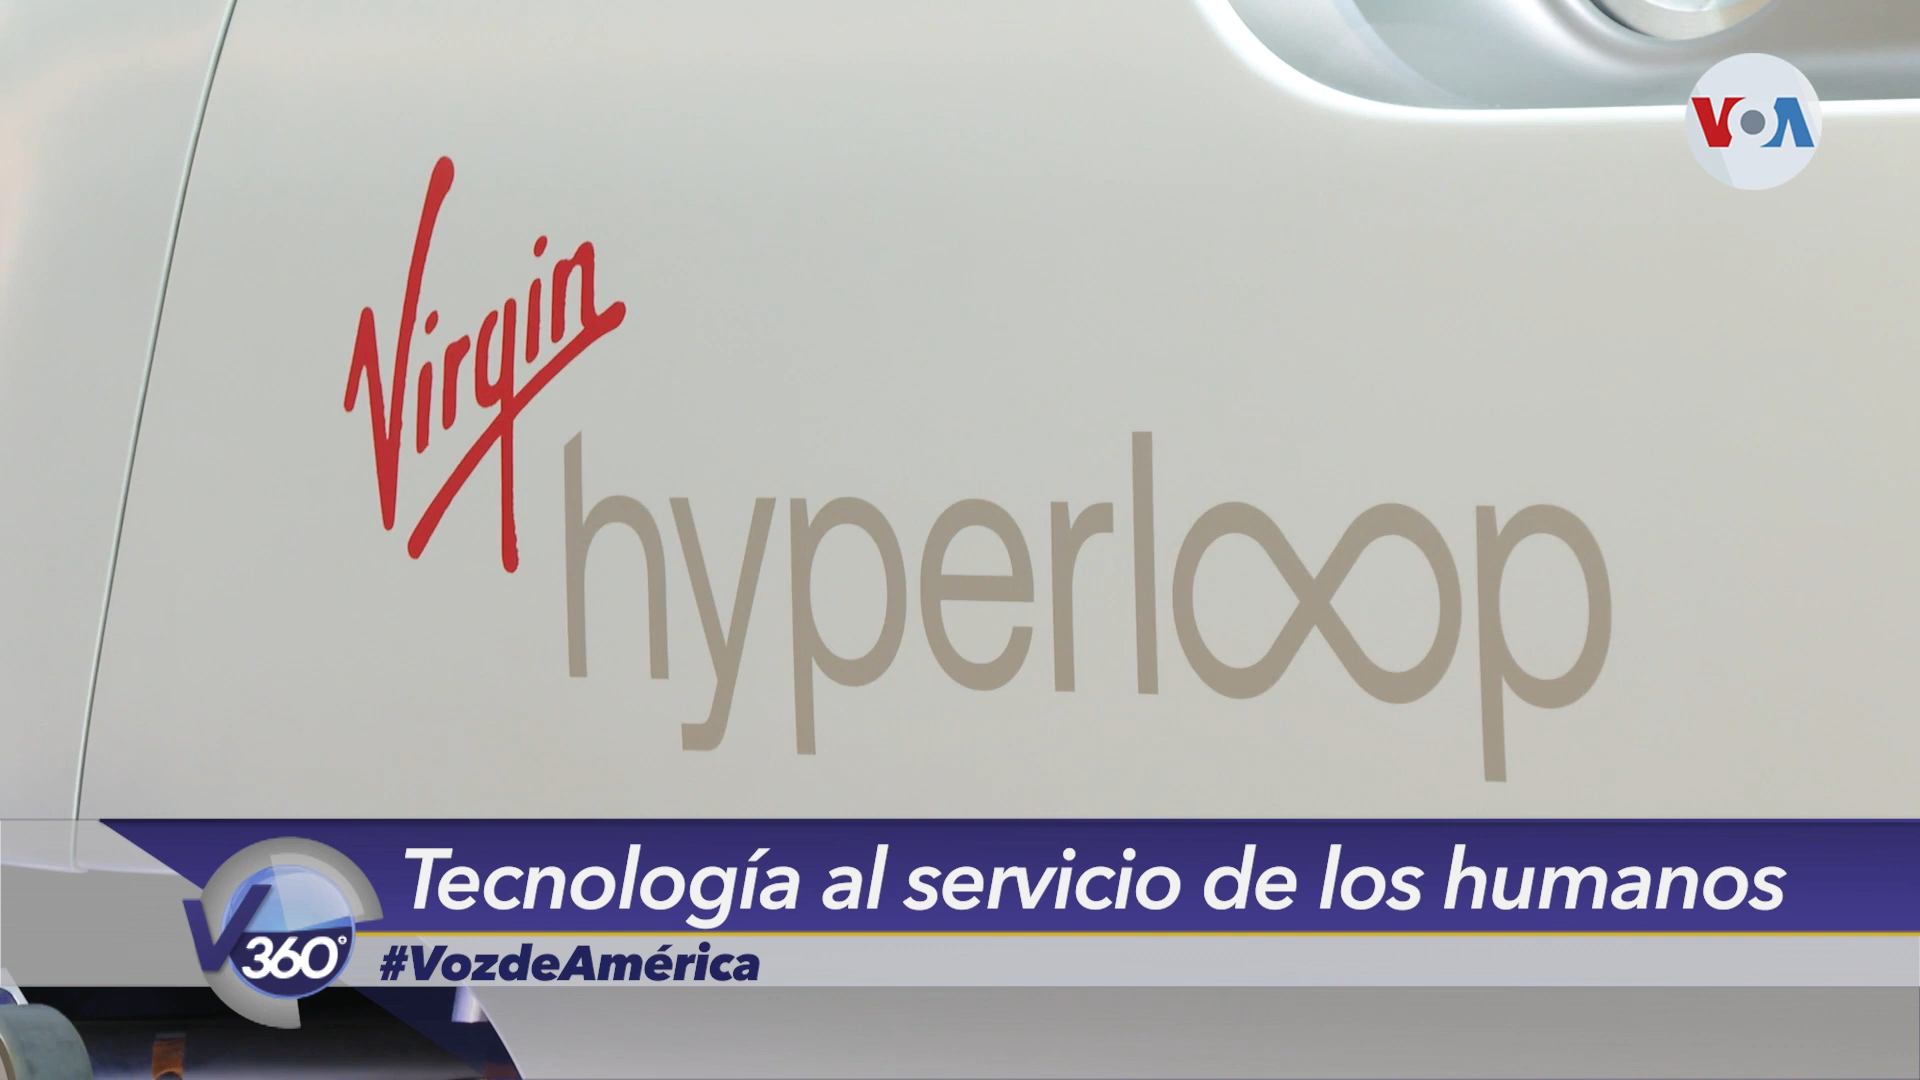 VOA
Virgin
hyperloop
Tecnología al servicio de los humanos
V360°
#VozdeAmérica